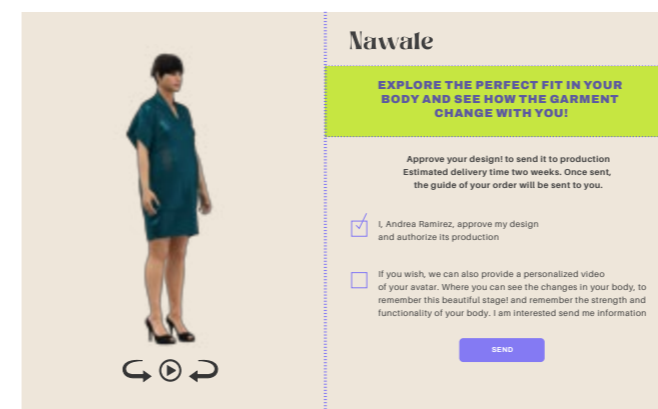 Nawale
EXPLORE THE PERFECT FIT IN YOUR
BODY AND SEE HOW THE GARMENT
CHANGE WITH YOU!
Approve your design! to send it to production
Estimated delivery time two weeks. Once sent,
the guide of your order will be sent to you.
I, Andrea Ramirez, approve my design
and authorize its production
If you wish, we can also provide a personalized video
of your avatar. Where you can see the changes in your body, to
remember this beautiful stage! and remember the strength and
functionality of your body. I am interested send me information
SEND